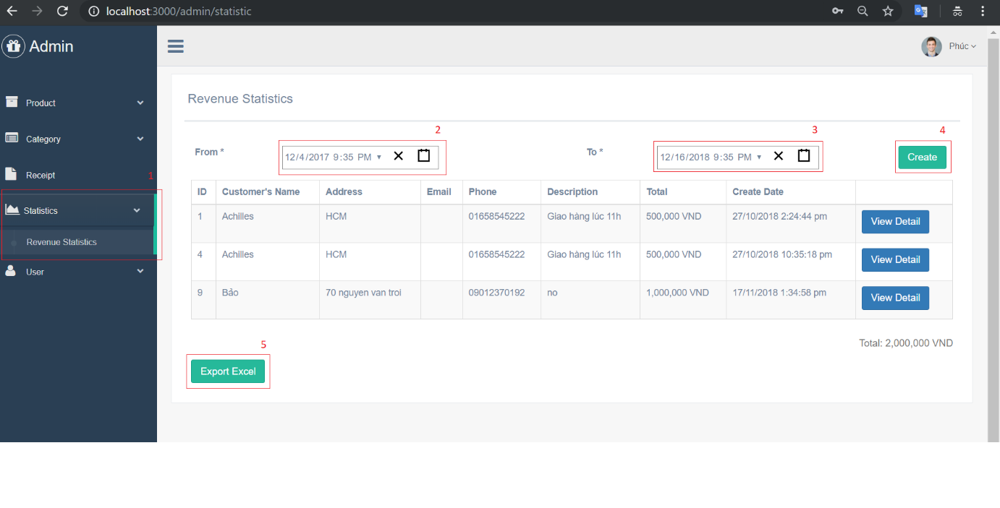 localhost:3000/admin/statistic
Admin
Phúc
Product
Category
Receipt
1
Statistics
Revenue Statistics
User
Revenue Statistics
2
3
4
From *
12/4/2017 9:35 PM
To *
12/16/2018 9:35 PM
Create
ID Customer's Name Address Email Phone Description Total Create Date
1 Achilles HCM 01658545222 Giao hàng lúc 11h 500,000 VND 27/10/2018 2:24:44 pm View Detail
4 Achilles HCM 01658545222 Giao hàng lúc 11h 500,000 VND 27/10/2018 10:35:18 pm View Detail
9 Bảo 70 nguyen van troi 09012370192 no 1,000,000 VND 17/11/2018 1:34:58 pm View Detail
Total: 2,000,000 VND
5
Export Excel